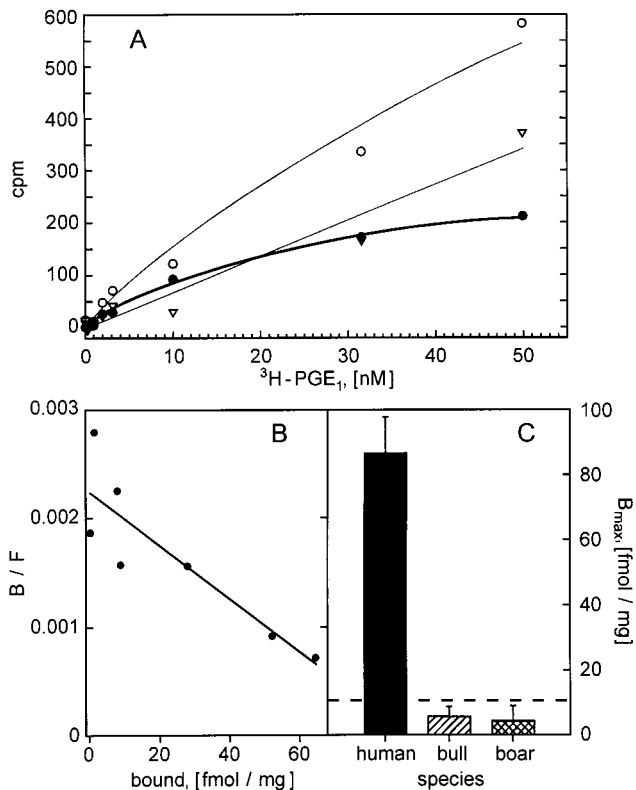 A
600
500
400
300
200
100
0
cpm
0 10 20 30 40 50
³H-PGE₁, [nM]
B
0.003
0.002
0.001
0
B / F
0 20 40 60
bound, [fmol / mg]
C
100
80
60
40
20
0
Bmax, [fmol / mg]
human bull boar
species